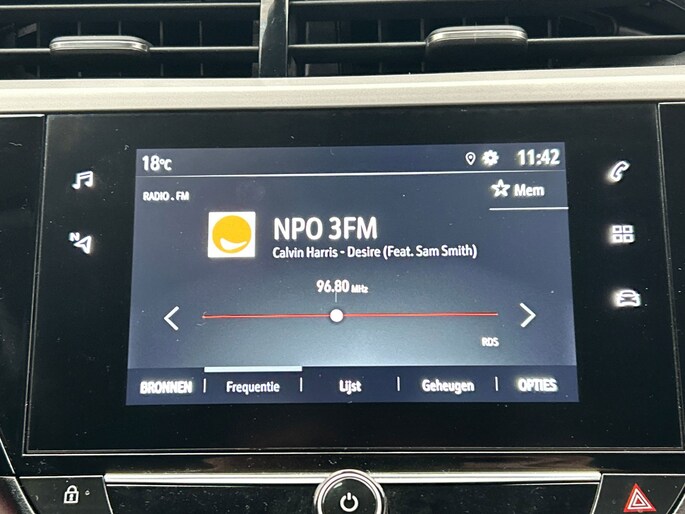 18°C 11:42
RADIO . FM Mem
NPO 3FM
Calvin Harris - Desire (Feat. Sam Smith)
96.80 MHz
RDS
BRONNEN | Frequentie | Lijst | Geheugen | OPTIES
N